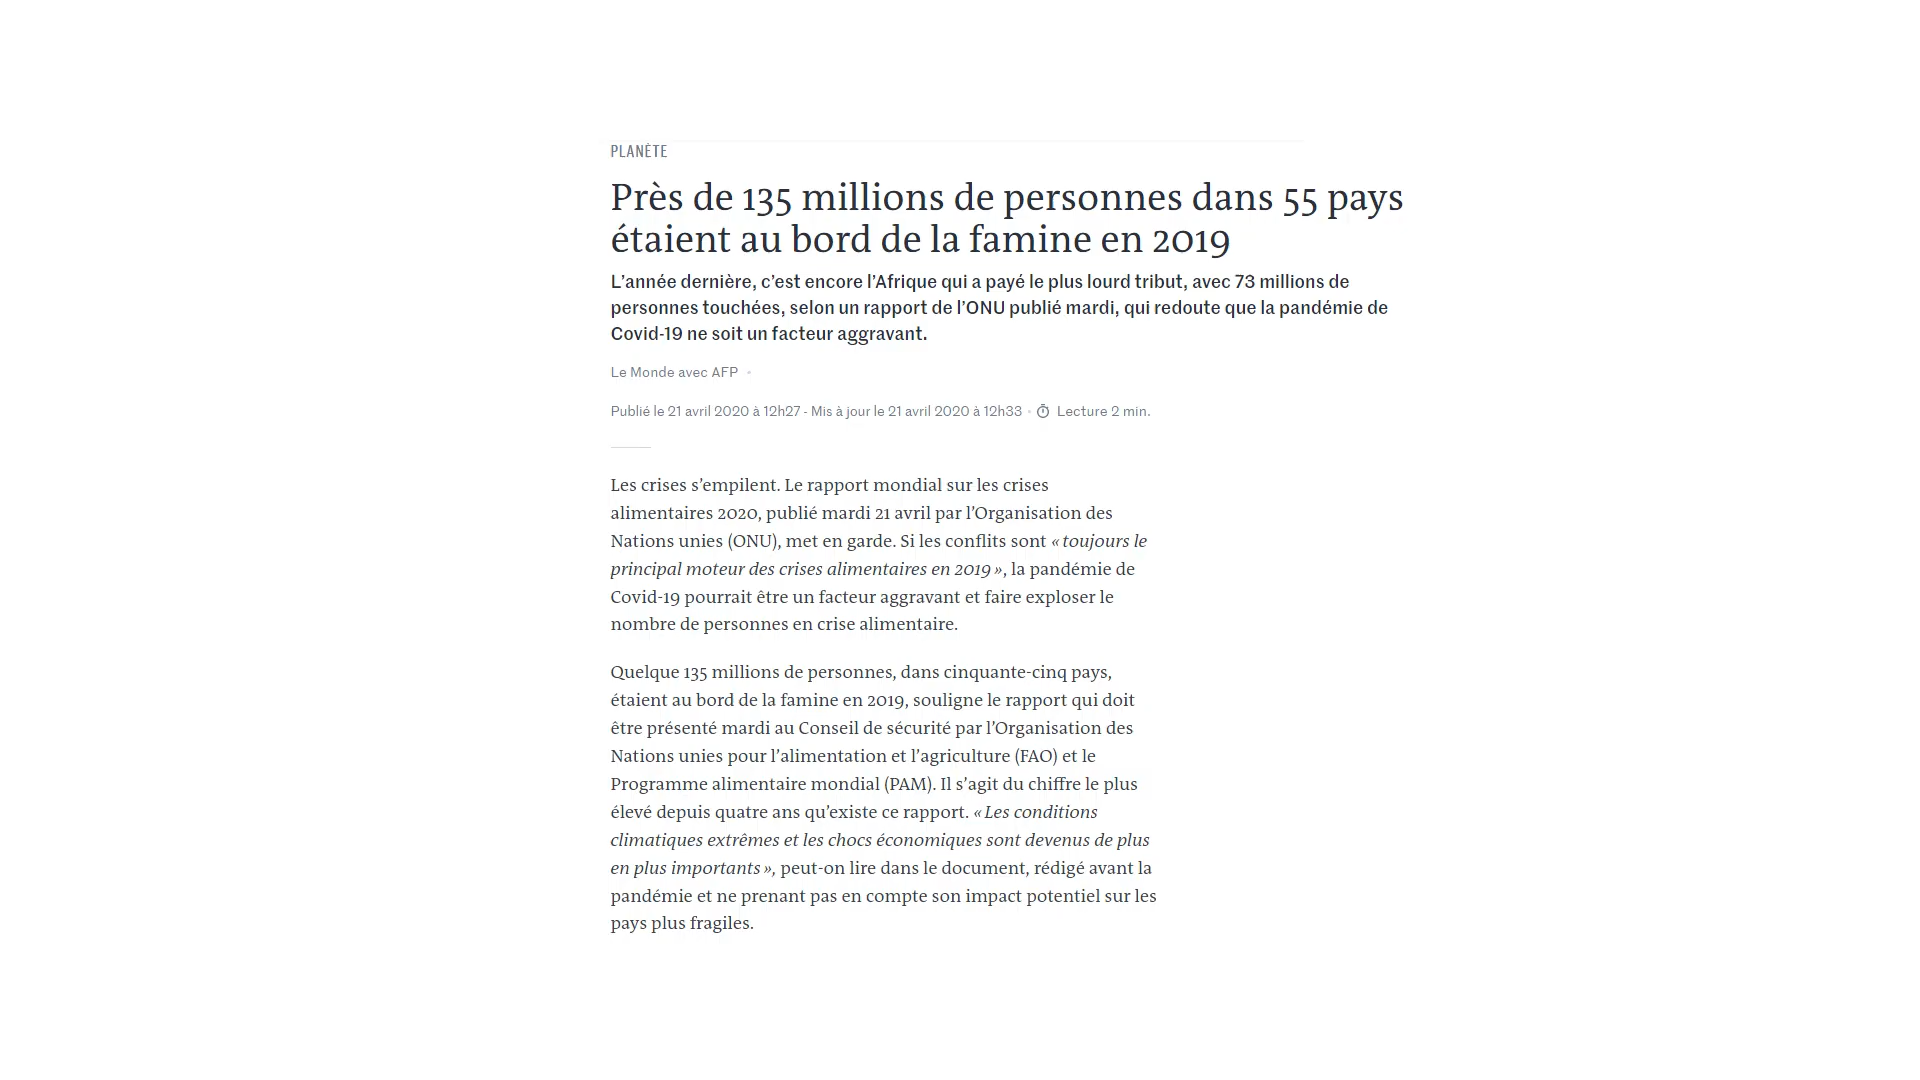 PLANÈTE
Près de 135 millions de personnes dans 55 pays
étaient au bord de la famine en 2019
L’année dernière, c’est encore l’Afrique qui a payé le plus lourd tribut, avec 73 millions de
personnes touchées, selon un rapport de l’ONU publié mardi, qui redoute que la pandémie de
Covid-19 ne soit un facteur aggravant.
Le Monde avec AFP •
Publié le 21 avril 2020 à 12h27 - Mis à jour le 21 avril 2020 à 12h33 • Lecture 2 min.
Les crises s’empilent. Le rapport mondial sur les crises
alimentaires 2020, publié mardi 21 avril par l’Organisation des
Nations unies (ONU), met en garde. Si les conflits sont « toujours le
principal moteur des crises alimentaires en 2019 », la pandémie de
Covid-19 pourrait être un facteur aggravant et faire exploser le
nombre de personnes en crise alimentaire.
Quelque 135 millions de personnes, dans cinquante-cinq pays,
étaient au bord de la famine en 2019, souligne le rapport qui doit
être présenté mardi au Conseil de sécurité par l’Organisation des
Nations unies pour l’alimentation et l’agriculture (FAO) et le
Programme alimentaire mondial (PAM). Il s’agit du chiffre le plus
élevé depuis quatre ans qu’existe ce rapport. « Les conditions
climatiques extrêmes et les chocs économiques sont devenus de plus
en plus importants », peut-on lire dans le document, rédigé avant la
pandémie et ne prenant pas en compte son impact potentiel sur les
pays plus fragiles.